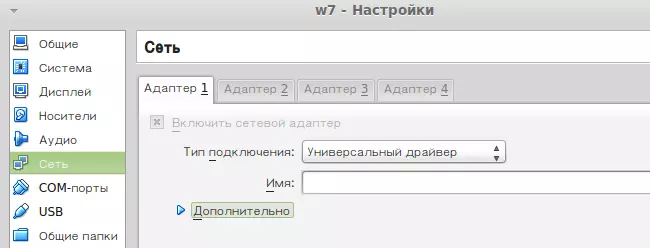 w7 - Настройки
Общие
Система
Дисплей
Носители
Аудио
Сеть
COM-порты
USB
Общие папки
Сеть
Адаптер 1 Адаптер 2 Адаптер 3 Адаптер 4
Включить сетевой адаптер
Тип подключения: Универсальный драйвер
Имя:
Дополнительно